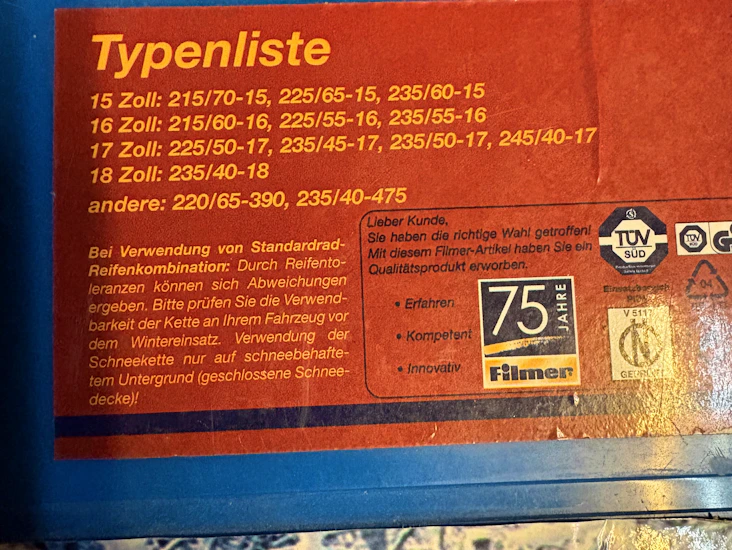 Typenliste
15 Zoll: 215/70-15, 225/65-15, 235/60-15
16 Zoll: 215/60-16, 225/55-16, 235/55-16
17 Zoll: 225/50-17, 235/45-17, 235/50-17, 245/40-17
18 Zoll: 235/40-18
andere: 220/65-390, 235/40-475
Bei Verwendung von Standardrad-
Reifenkombination: Durch Reifento-
leranzen können sich Abweichungen
ergeben. Bitte prüfen Sie die Verwend-
barkeit der Kette an Ihrem Fahrzeug vor
dem Wintereinsatz. Verwendung der
Schneekette nur auf schneebehafte-
tem Untergrund (geschlossene Schnee-
decke)!
Lieber Kunde,
Sie haben die richtige Wahl getroffen!
Mit diesem Filmer-Artikel haben Sie ein
Qualitätsprodukt erworben.
• Erfahren
• Kompetent
• Innovativ
75
JAHRE
Filmer
TÜV
SÜD
TÜV
Einsatzbereich
V 5117
GEPRÜFT
04